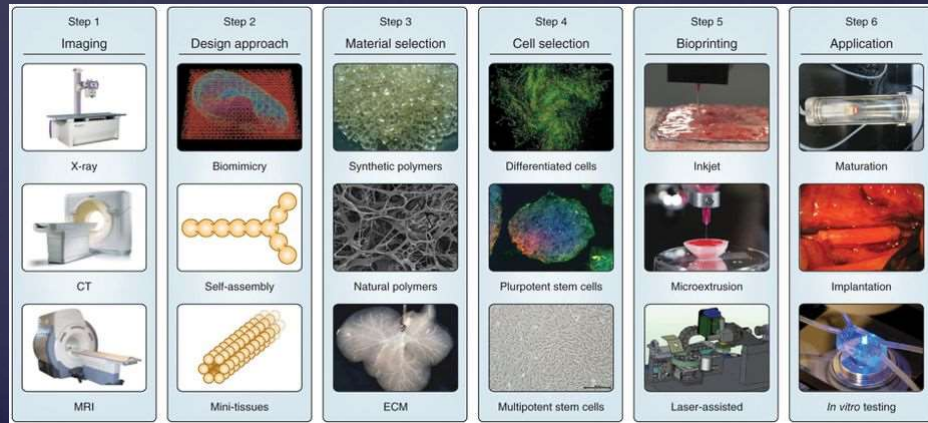 Step 1
Imaging
X-ray
CT
MRI
Step 2
Design approach
Biomimicry
Self-assembly
Mini-tissues
Step 3
Material selection
Synthetic polymers
Natural polymers
ECM
Step 4
Cell selection
Differentiated cells
Plurpotent stem cells
Multipotent stem cells
Step 5
Bioprinting
Inkjet
Microextrusion
Laser-assisted
Step 6
Application
Maturation
Implantation
In vitro testing